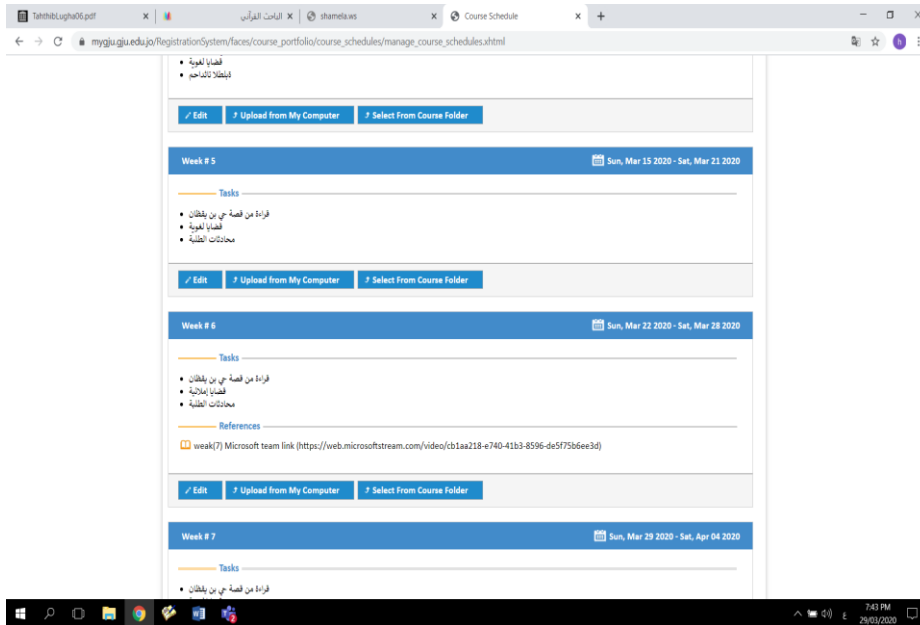 TahthibLugha06.pdf
الباحث القرآني
shamela.ws
Course Schedule
mygju.gju.edu.jo/RegistrationSystem/faces/course_portfolio/course_schedules/manage_course_schedules.xhtml
قضايا لغوية
ةبلطلا تاثداحم
Edit
Upload from My Computer
Select From Course Folder
Week # 5
Sun, Mar 15 2020 - Sat, Mar 21 2020
Tasks
قراءة من قصة حي بن يقظان
قضايا لغوية
محادثات الطلبة
Edit
Upload from My Computer
Select From Course Folder
Week # 6
Sun, Mar 22 2020 - Sat, Mar 28 2020
Tasks
قراءة من قصة حي بن يقظان
قضايا إملائية
محادثات الطلبة
References
weak(7) Microsoft team link (https://web.microsoftstream.com/video/cb1aa218-e740-41b3-8596-de5f75b6ee3d)
Edit
Upload from My Computer
Select From Course Folder
Week # 7
Sun, Mar 29 2020 - Sat, Apr 04 2020
Tasks
قراءة من قصة حي بن يقظان
ع
7:43 PM
29/03/2020